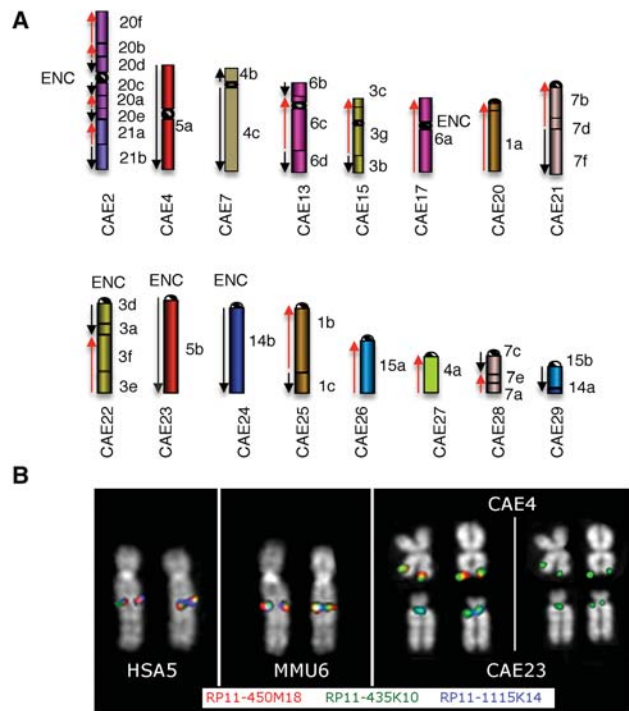 A
20f
20b
20d
ENC
20c
20a
20e
21a
21b
CAE2
5a
CAE4
4b
4c
CAE7
6b
6c
6d
CAE13
3c
3g
3b
CAE15
ENC
6a
CAE17
1a
CAE20
7b
7d
7f
CAE21
ENC
3d
3a
3f
3e
CAE22
ENC
5b
CAE23
ENC
14b
CAE24
1b
1c
CAE25
15a
CAE26
4a
CAE27
7c
7e
7a
CAE28
15b
14a
CAE29
B
CAE4
HSA5 MMU6 CAE23
RP11-450M18 RP11-435K10 RP11-1115K14